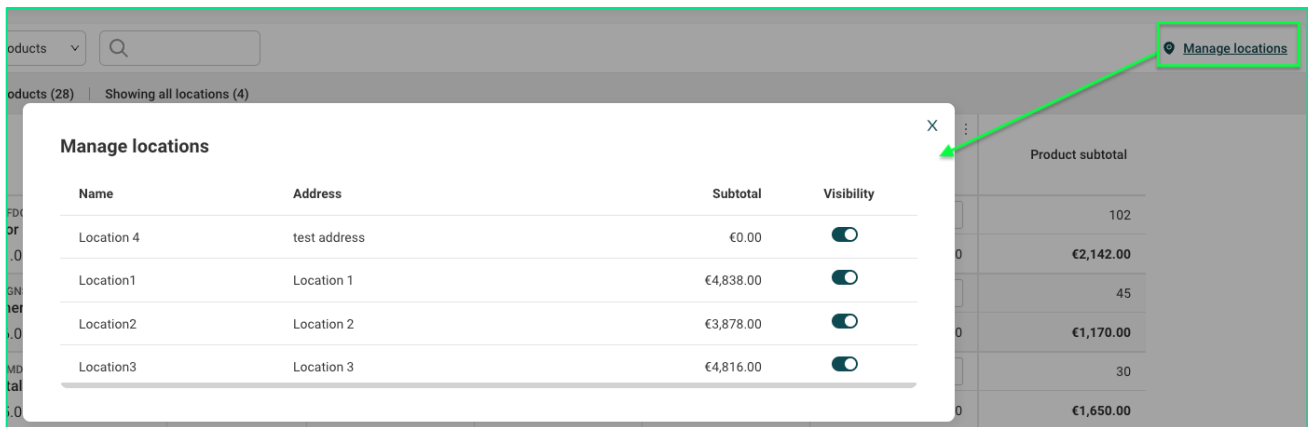 oducts
Manage locations
oducts (28) | Showing all locations (4)
Manage locations
X
Product subtotal
Name Address Subtotal Visibility
102
Location 4 test address €0.00
€2,142.00
Location1 Location 1 €4,838.00
45
Location2 Location 2 €3,878.00
€1,170.00
Location3 Location 3 €4,816.00
30
€1,650.00